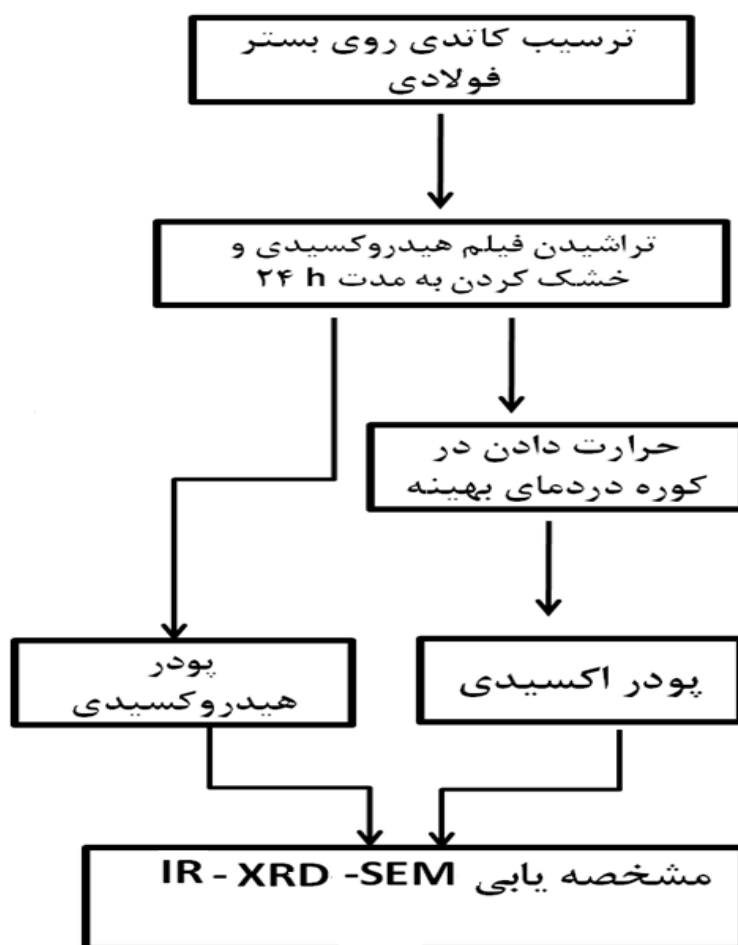 ترسیب کاتدی روی بستر
فولادی
تراشیدن فیلم هیدروکسیدی و
خشک کردن به مدت ۲۴ h
حرارت دادن در
کوره دردمای بهینه
پودر
هیدروکسیدی
پودر اکسیدی
مشخصه یابی IR - XRD -SEM